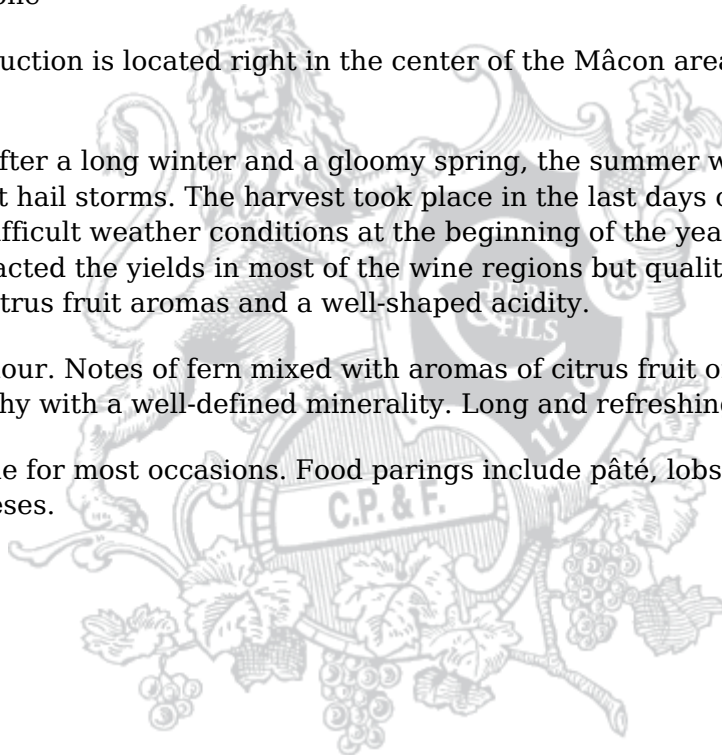 one
uction is located right in the center of the Mâcon area
fter a long winter and a gloomy spring, the summer w
t hail storms. The harvest took place in the last days o
fficult weather conditions at the beginning of the yea
acted the yields in most of the wine regions but qualit
trus fruit aromas and a well-shaped acidity.
PÈRE
& FILS
our. Notes of fern mixed with aromas of citrus fruit o
hy with a well-defined minerality. Long and refreshing
1796
e for most occasions. Food parings include pâté, lobs
eses.
C.P. & F.